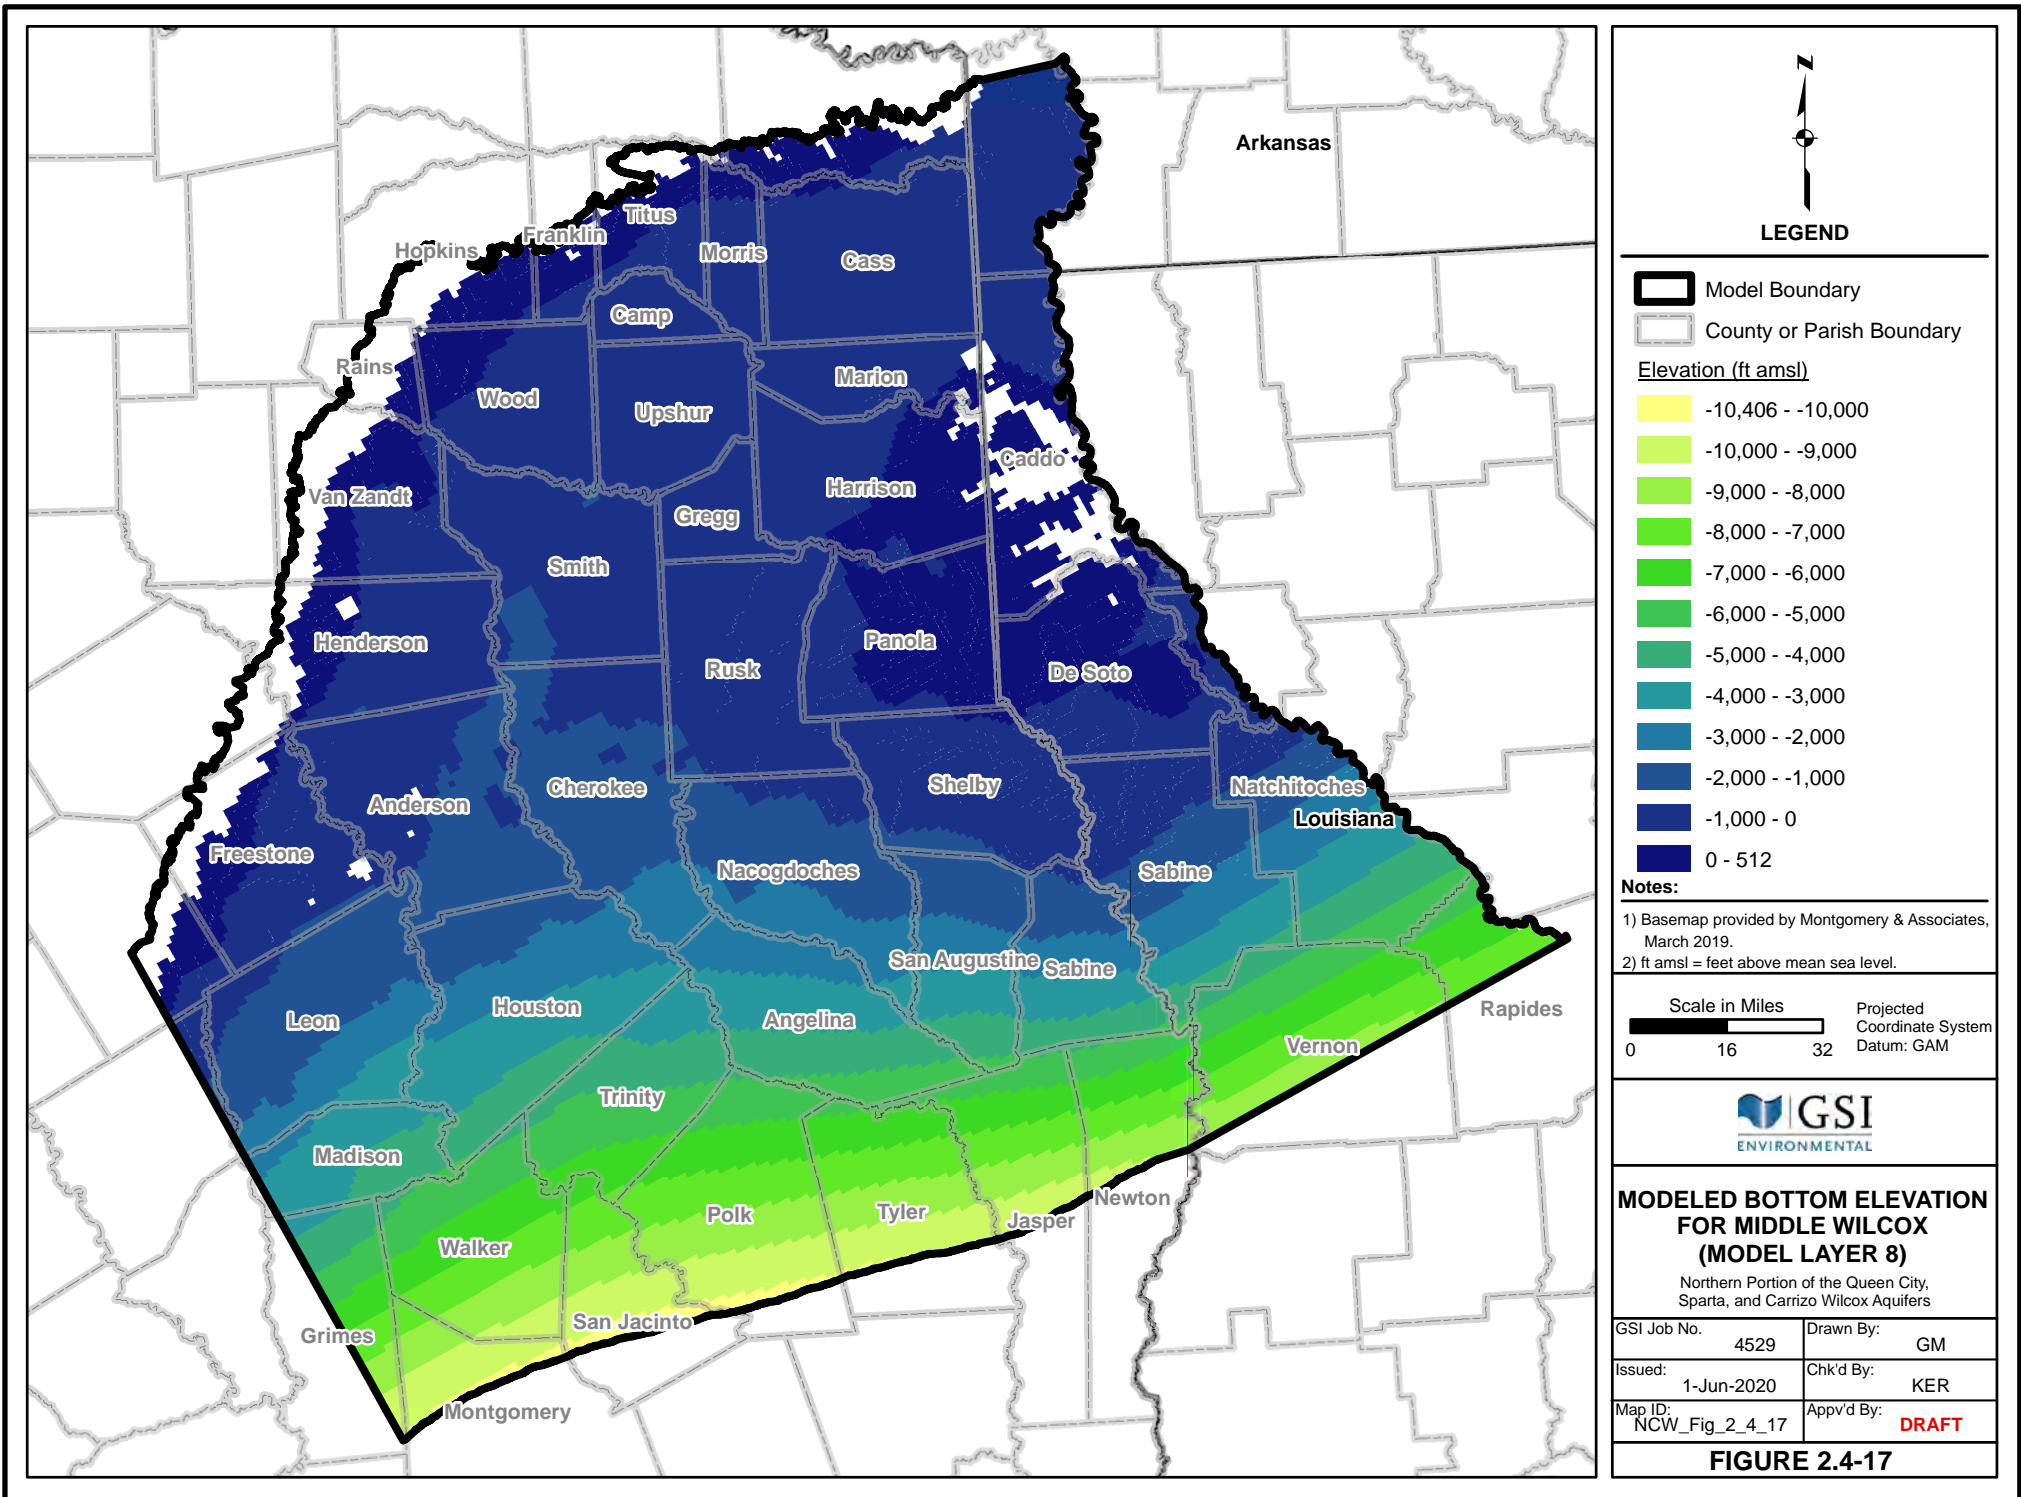 Arkansas
Titus
Franklin
Hopkins
Morris
Cass
Camp
Rains
Marion
Wood
Upshur
Caddo
Van Zandt
Harrison
Gregg
Smith
Henderson
Panola
Rusk
De Soto
Shelby
Natchitoches
Cherokee
Anderson
Louisiana
Freestone
Nacogdoches
Sabine
San Augustine
Sabine
Houston
Leon
Angelina
Rapides
Vernon
Trinity
Madison
Newton
Polk
Tyler
Jasper
Walker
San Jacinto
Grimes
Montgomery
N
LEGEND
Model Boundary
County or Parish Boundary
Elevation (ft amsl)
-10,406 - -10,000
-10,000 - -9,000
-9,000 - -8,000
-8,000 - -7,000
-7,000 - -6,000
-6,000 - -5,000
-5,000 - -4,000
-4,000 - -3,000
-3,000 - -2,000
-2,000 - -1,000
-1,000 - 0
0 - 512
Notes:
1) Basemap provided by Montgomery & Associates,
March 2019.
2) ft amsl = feet above mean sea level.
Scale in Miles
0 16 32
Projected
Coordinate System
Datum: GAM
GSI
ENVIRONMENTAL
MODELED BOTTOM ELEVATION
FOR MIDDLE WILCOX
(MODEL LAYER 8)
Northern Portion of the Queen City,
Sparta, and Carrizo Wilcox Aquifers
GSI Job No. 4529
Drawn By: GM
Issued: 1-Jun-2020
Chk'd By: KER
Map ID: NCW_Fig_2_4_17
Appv'd By: DRAFT
FIGURE 2.4-17